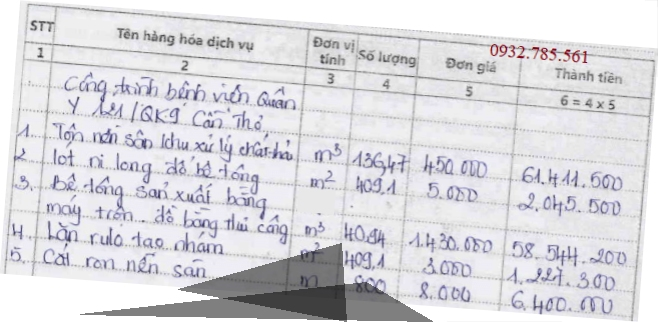 0932.785.561
STT Tên hàng hóa dịch vụ Đơn vị tính Số lượng Đơn giá Thành tiền
1 2 3 4 5 6 = 4 x 5
Công trình bệnh viện Quân
Y 121 / QK9 Cần Thơ
1. Tôn nền sân khu xử lý chất thải m³ 136,47 450.000 61.411.500
2 lót ni long đổ bê tông m² 409,1 5.000 2.045.500
3. Bê tông sản xuất bằng
máy trộn.. đổ bằng thủ công m³ 40,94 1.430.000 58.544.200
4. Lăn rulo tạo nhám m² 409,1 3.000 1.227.300
5. Cắt ron nền sân m 800 8.000 6.400.000